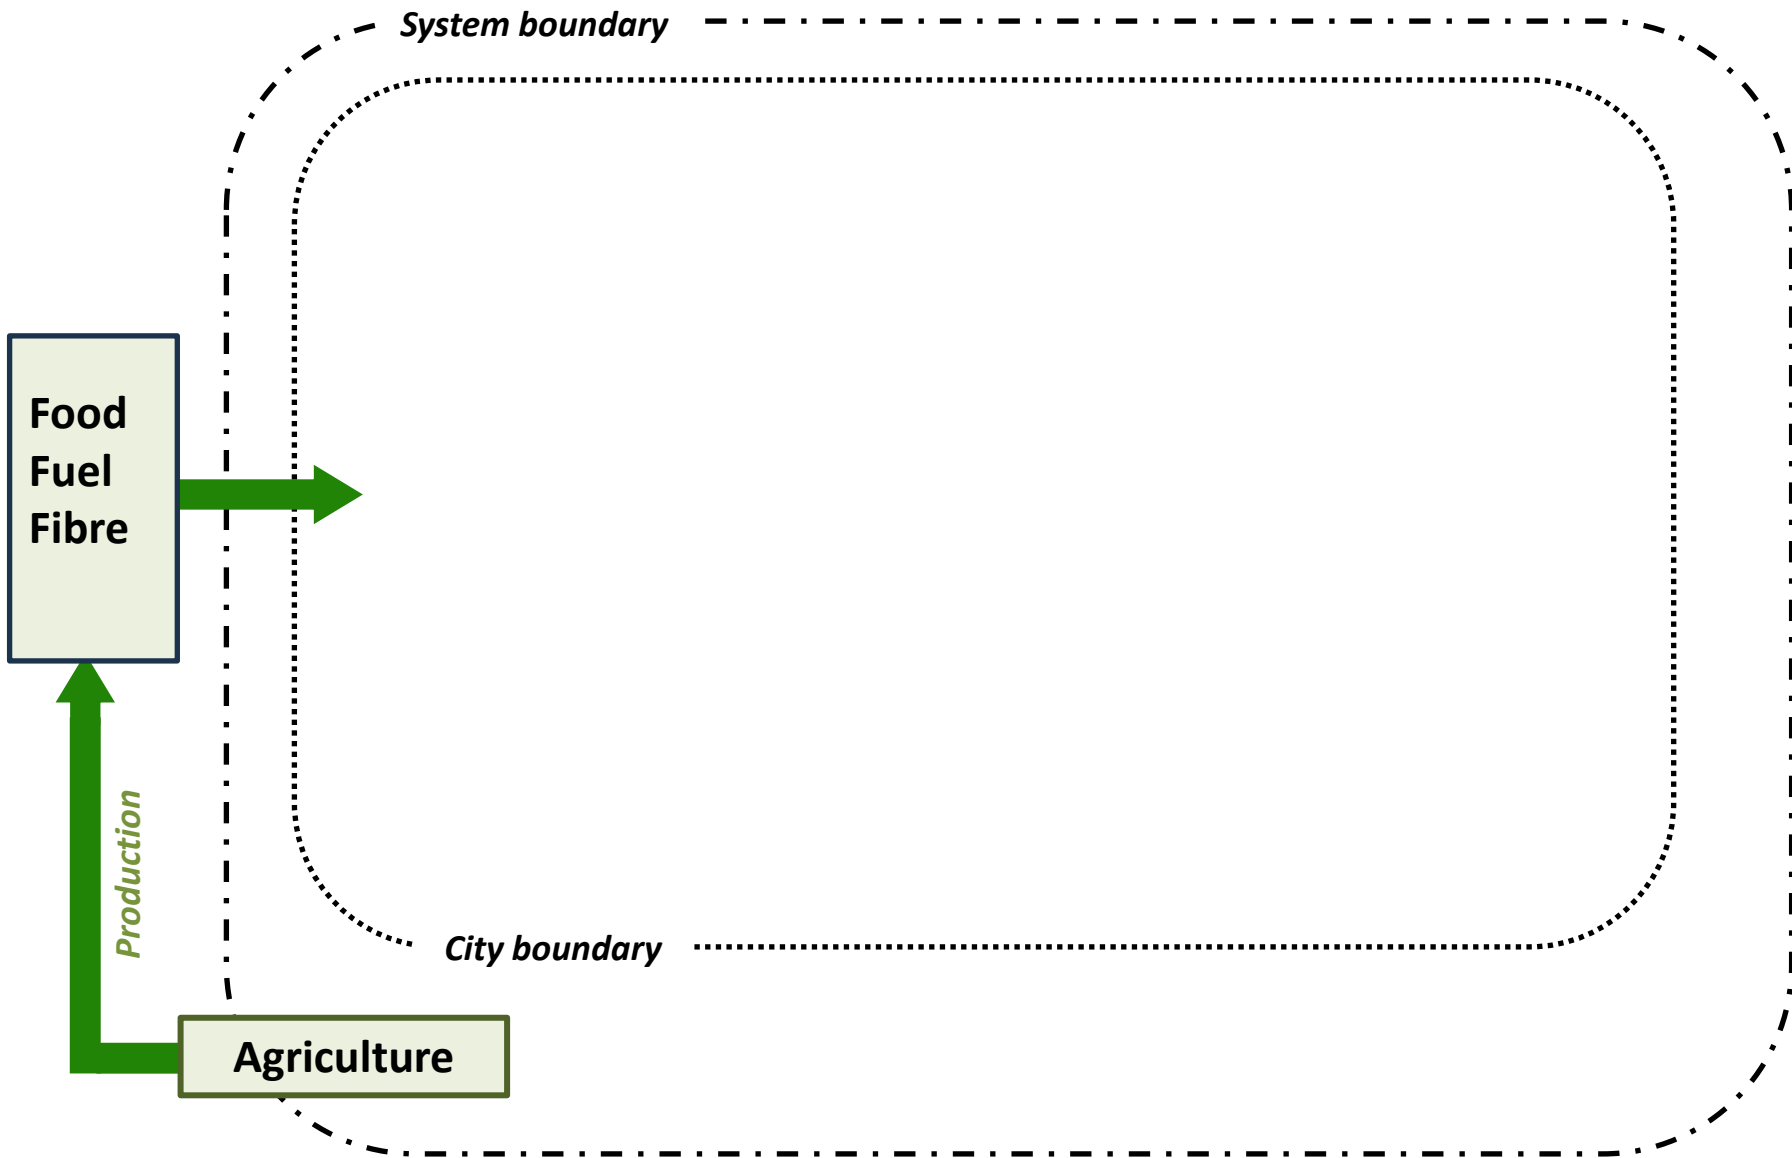 System boundary
Food
Fuel
Fibre
Production
City boundary
Agriculture